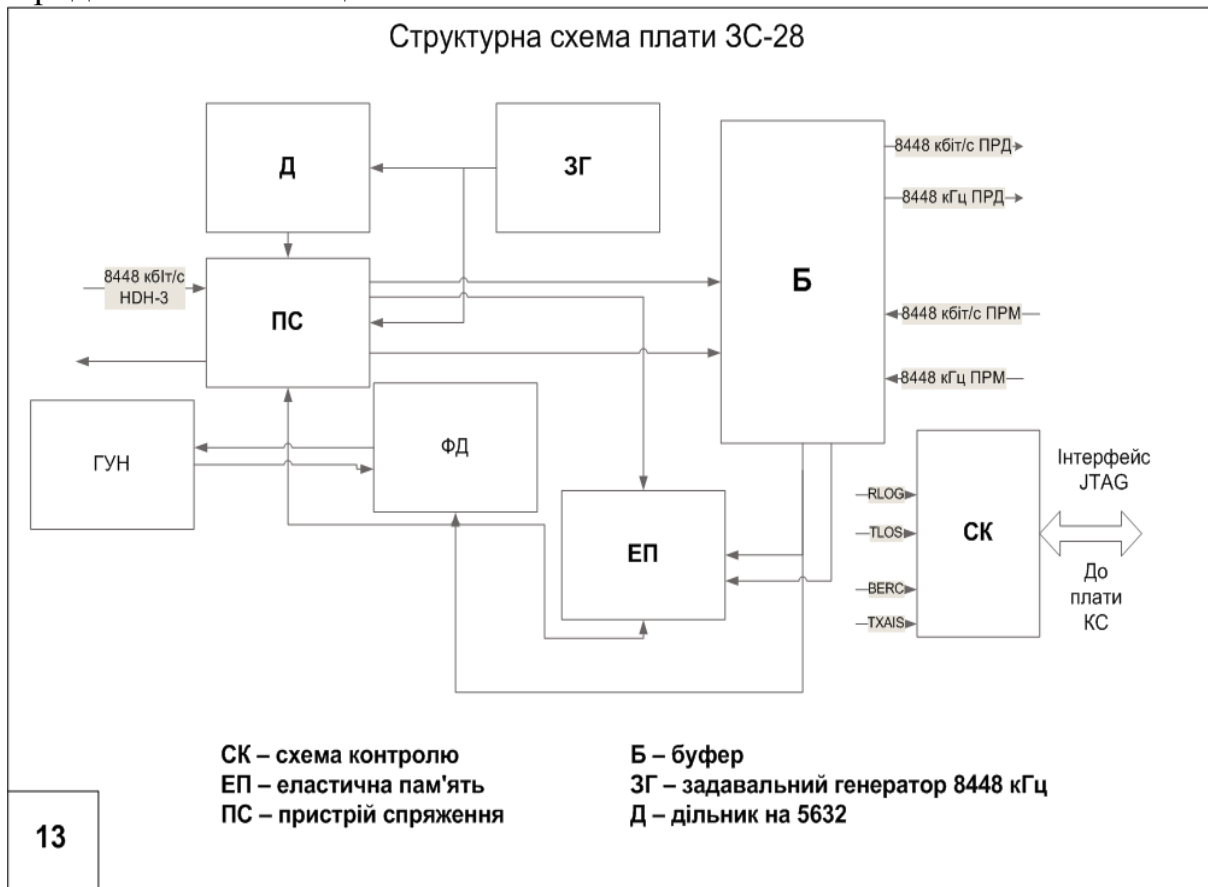 Структурна схема плати ЗС-28
Д
ЗГ
Б
8448 кбіт/с ПРД
8448 кГц ПРД
8448 кбІт/с
HDH-3
ПС
8448 кбіт/с ПРМ
8448 кГц ПРМ
ГУН
ФД
ЕП
RLOG
TLOS
BERC
TXAIS
СК
Інтерфейс
JTAG
До
плати
КС
СК – схема контролю
ЕП – еластична пам'ять
ПС – пристрій спряження
Б – буфер
ЗГ – задавальний генератор 8448 кГц
Д – дільник на 5632
13